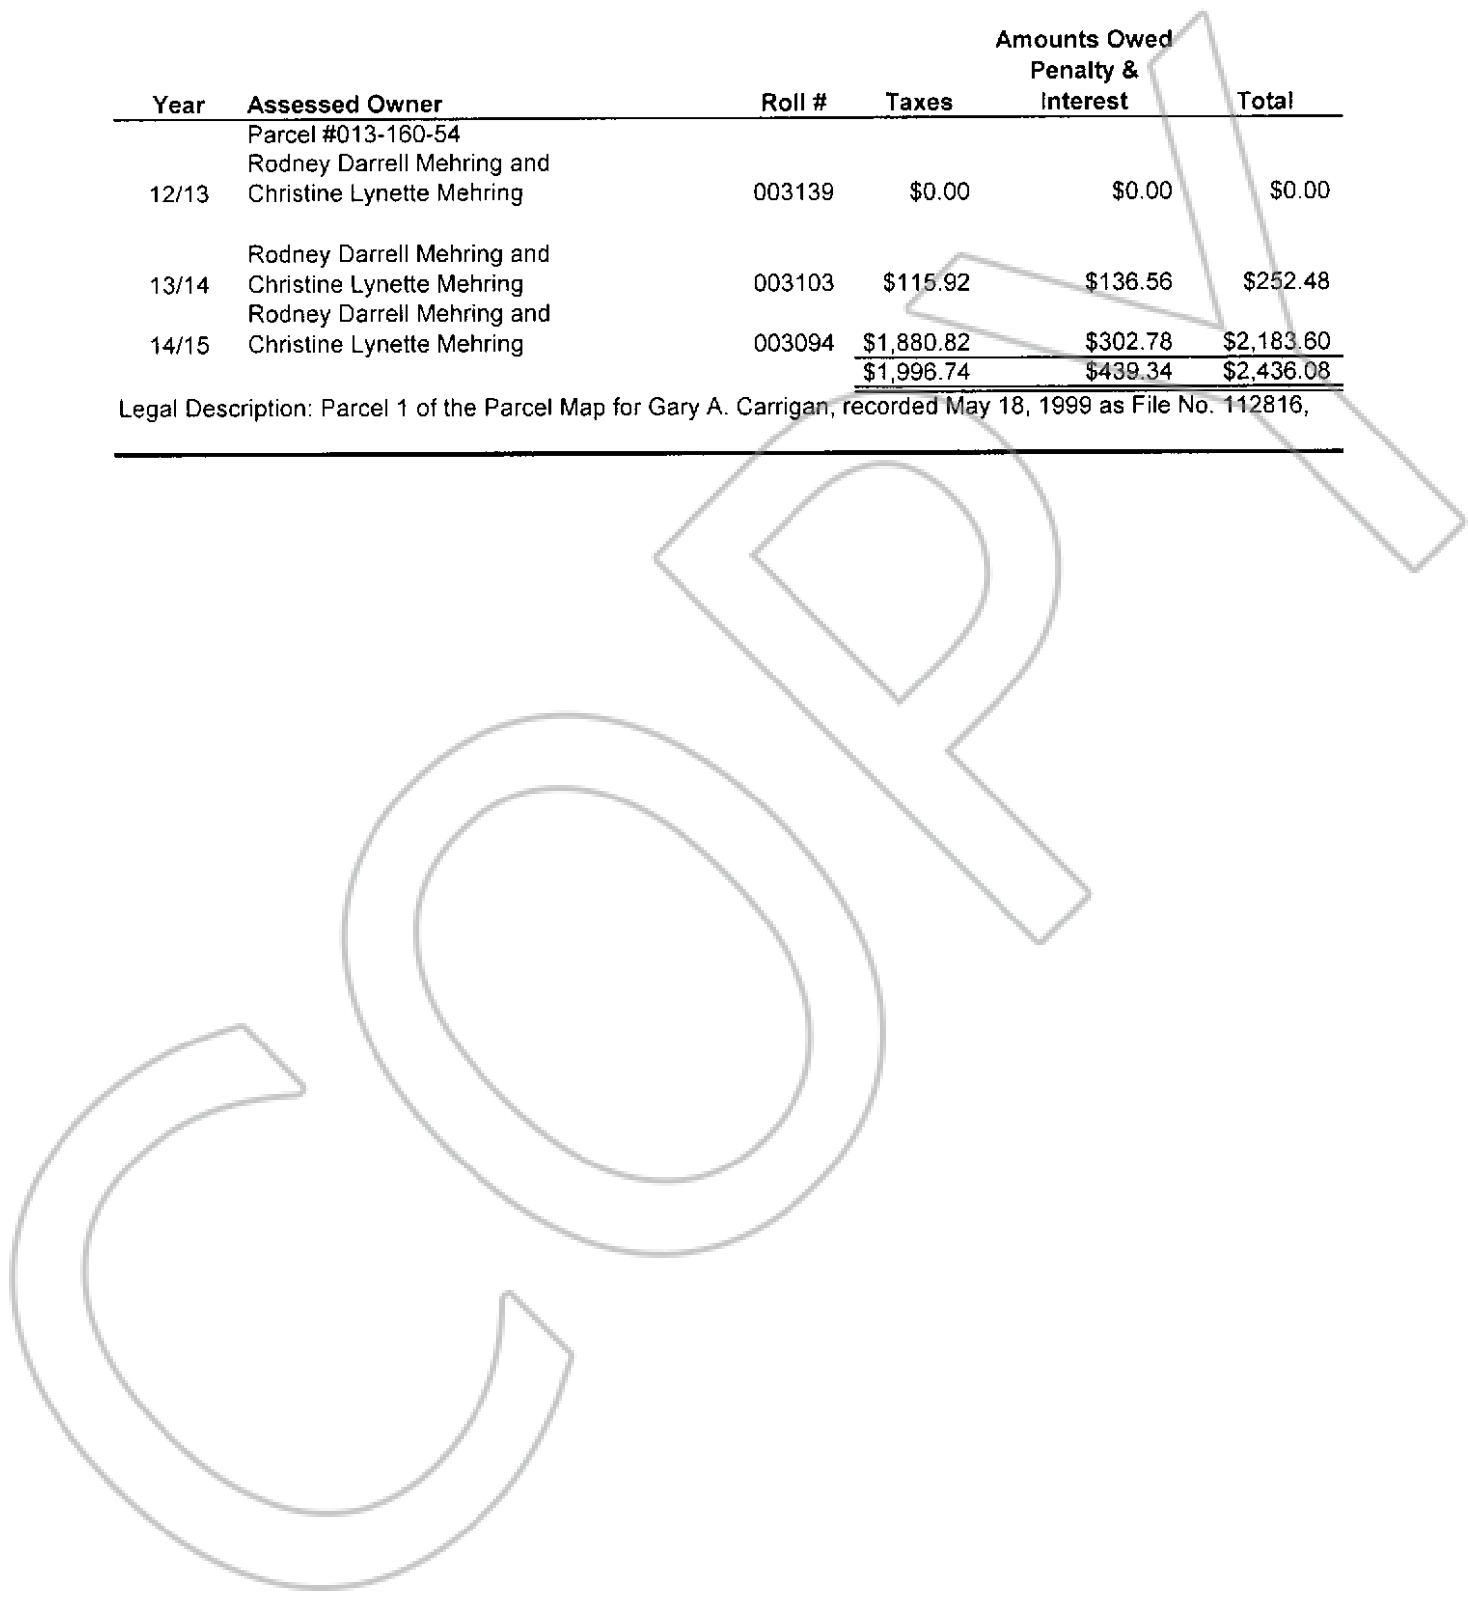 Amounts Owed
Penalty &
Year Assessed Owner Roll # Taxes Interest Total
Parcel #013-160-54
Rodney Darrell Mehring and
12/13 Christine Lynette Mehring 003139 $0.00 $0.00 $0.00
Rodney Darrell Mehring and
13/14 Christine Lynette Mehring 003103 $115.92 $136.56 $252.48
Rodney Darrell Mehring and
14/15 Christine Lynette Mehring 003094 $1,880.82 $302.78 $2,183.60
$1,996.74 $439.34 $2,436.08
Legal Description: Parcel 1 of the Parcel Map for Gary A. Carrigan, recorded May 18, 1999 as File No. 112816,
COPY